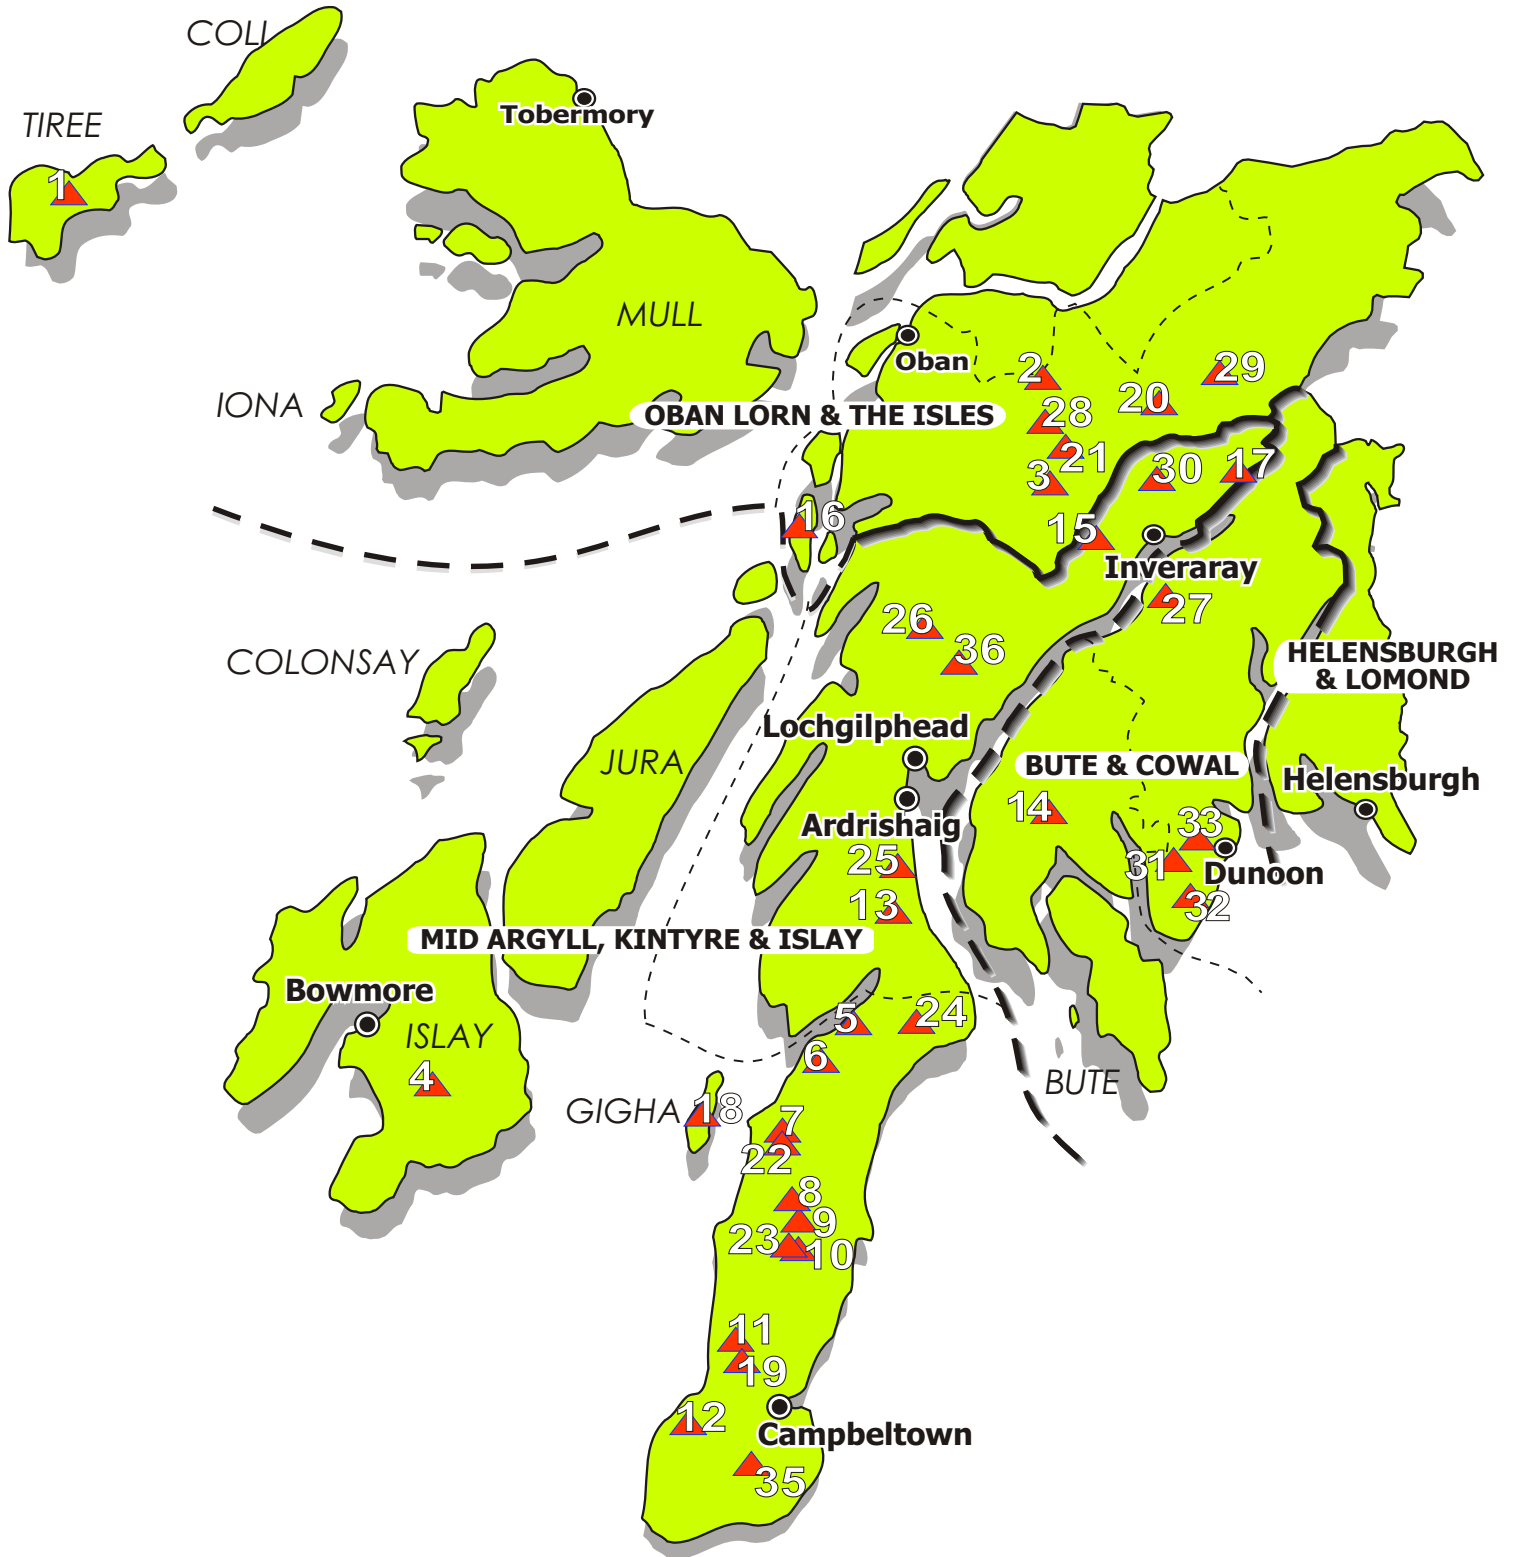 COLL
TIREE
Tobermory
1
MULL
Oban
2
29
20
IONA
OBAN LORN & THE ISLES
28
21
3
30
17
16
15
Inveraray
27
26
36
COLONSAY
HELENSBURGH
& LOMOND
Lochgilphead
JURA
BUTE & COWAL
Helensburgh
14
Ardrishaig
33
25
31
Dunoon
13
32
MID ARGYLL, KINTYRE & ISLAY
Bowmore
5
24
ISLAY
6
4
BUTE
GIGHA
18
7
22
8
9
23
10
11
19
12
Campbeltown
35